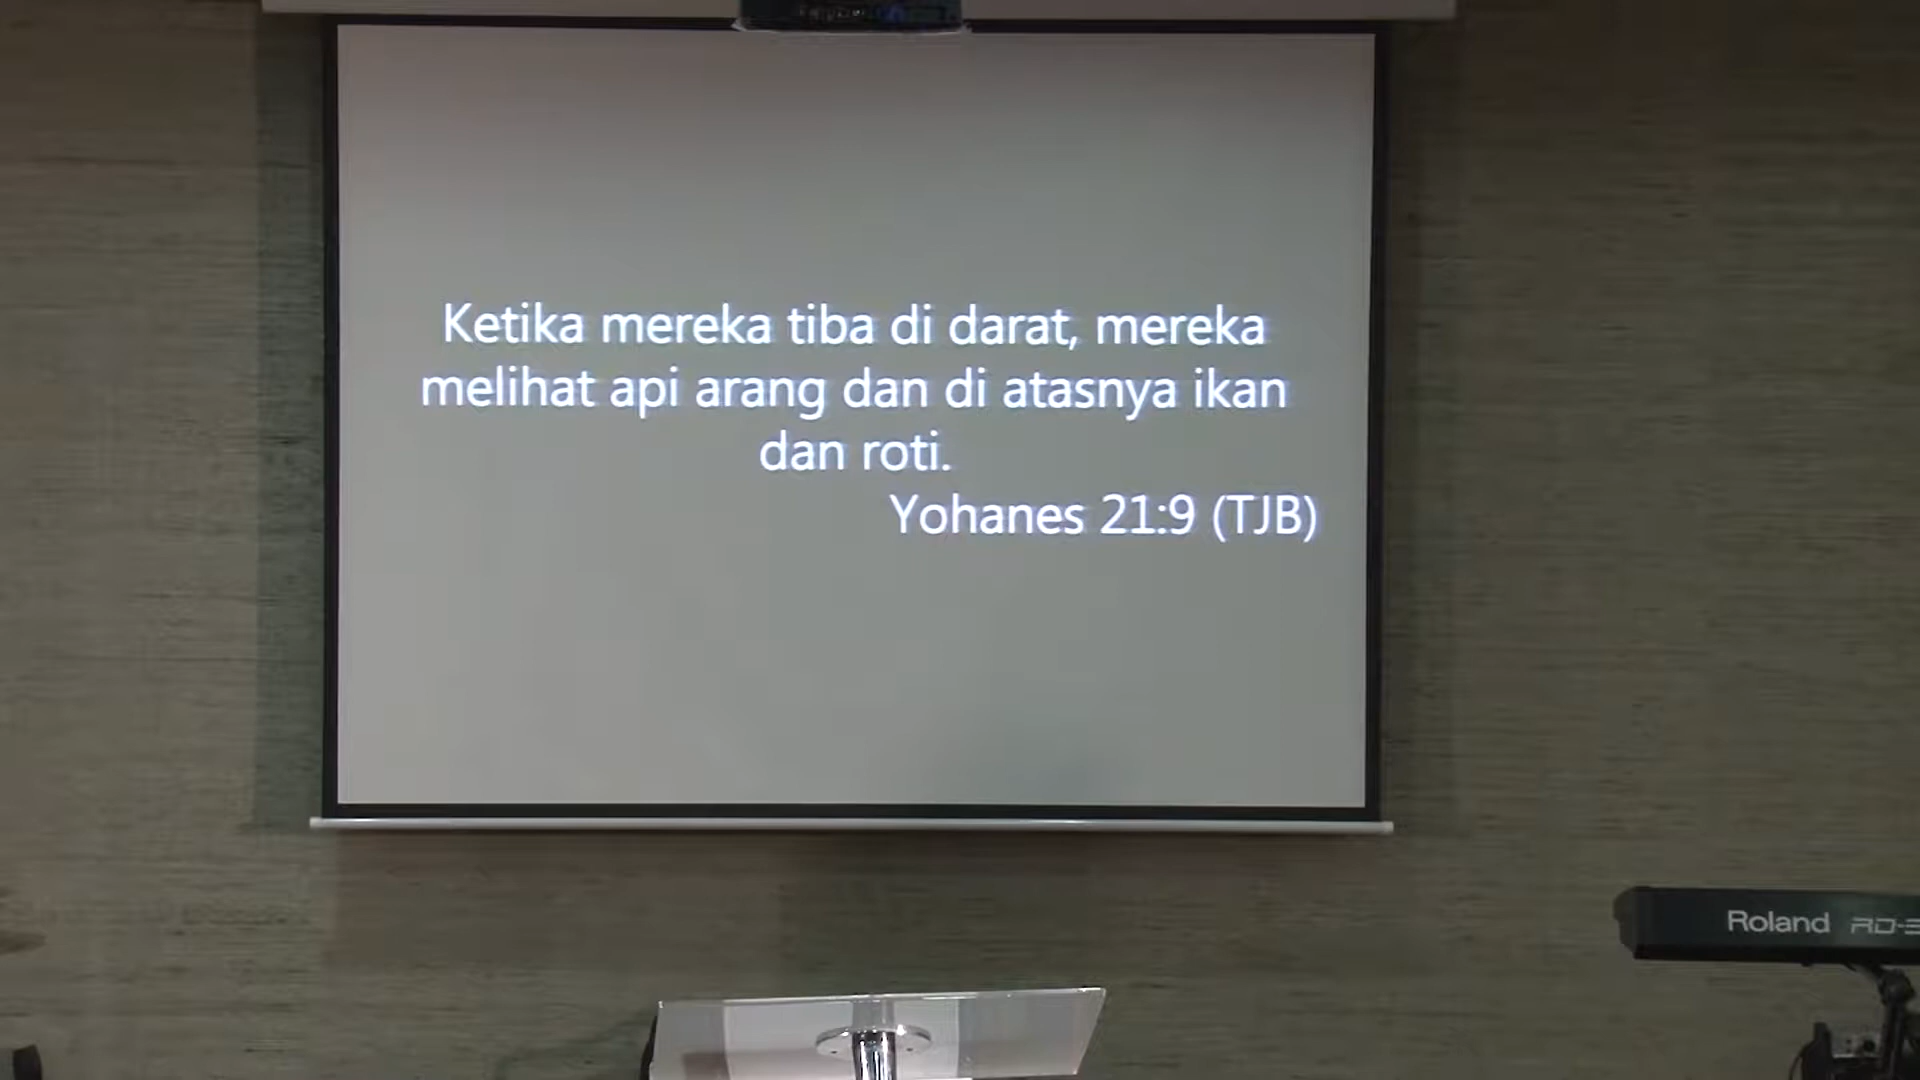 Ketika mereka tiba di darat, mereka
melihat api arang dan di atasnya ikan
dan roti.
Yohanes 21:9 (TJB)
Roland